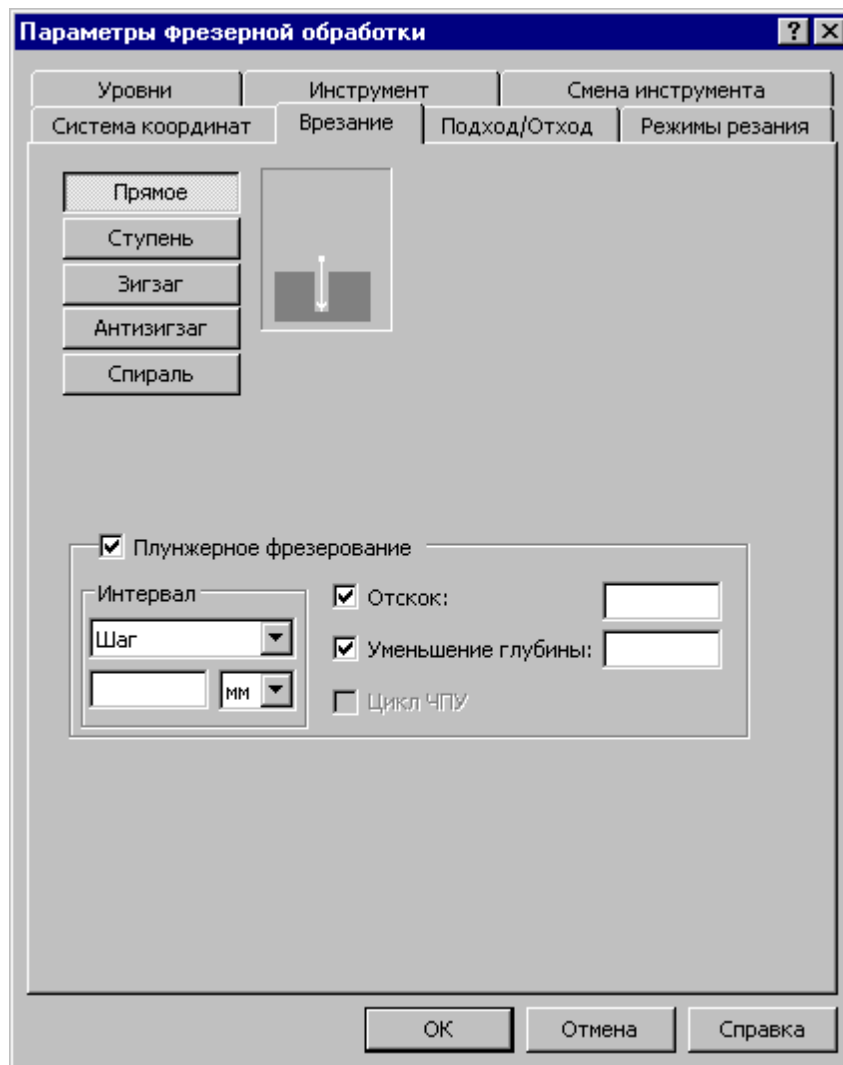 Параметры фрезерной обработки
Уровни Инструмент Смена инструмента
Система координат Врезание Подход/Отход Режимы резания
Прямое
Ступень
Зигзаг
Антизигзаг
Спираль
Плунжерное фрезерование
Интервал Отскок:
Шаг Уменьшение глубины:
мм Цикл ЧПУ
ОК Отмена Справка